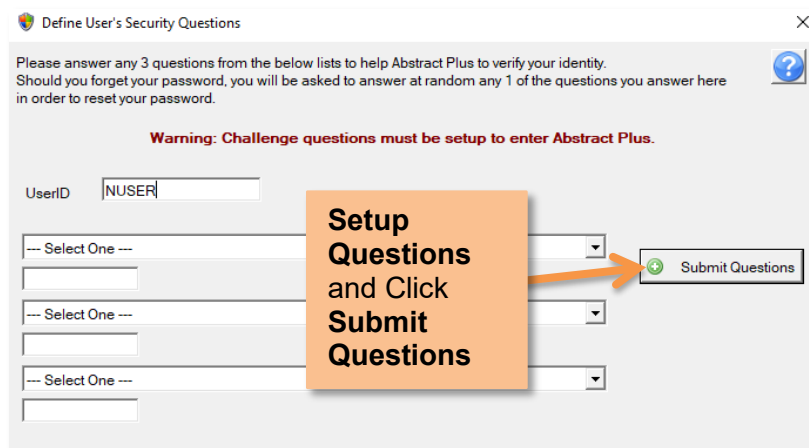 Define User's Security Questions
Please answer any 3 questions from the below lists to help Abstract Plus to verify your identity.
Should you forget your password, you will be asked to answer at random any 1 of the questions you answer here
in order to reset your password.
Warning: Challenge questions must be setup to enter Abstract Plus.
UserID NUSER
--- Select One ---
Setup
Questions
and Click
Submit
Questions
Submit Questions
--- Select One ---
--- Select One ---